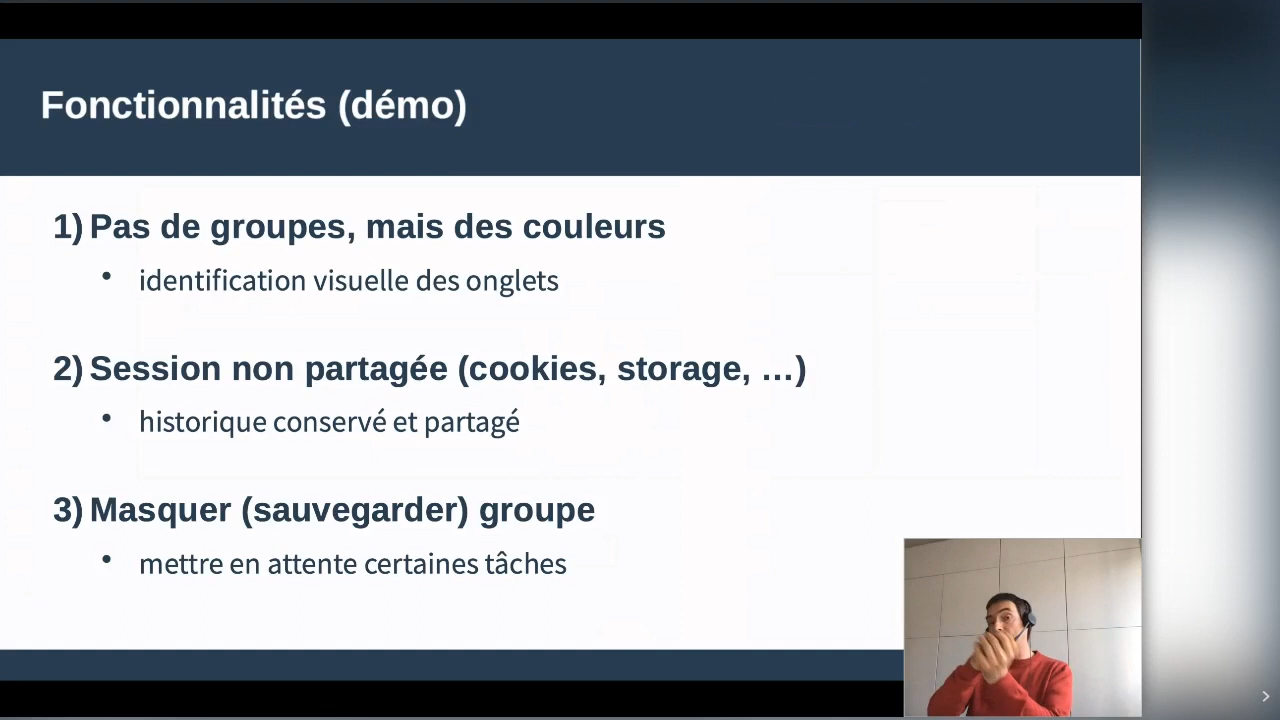 Fonctionnalités (démo)
1) Pas de groupes, mais des couleurs
• identification visuelle des onglets
2) Session non partagée (cookies, storage, …)
• historique conservé et partagé
3) Masquer (sauvegarder) groupe
• mettre en attente certaines tâches